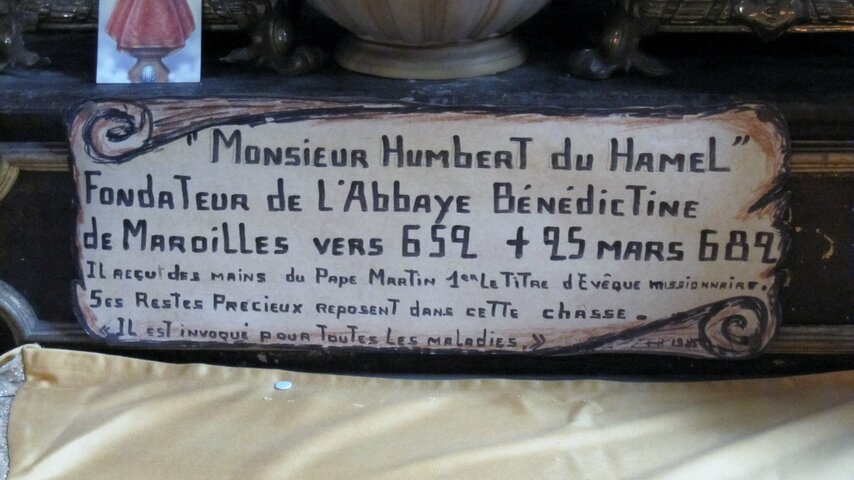 "Monsieur Humbert du Hamel"
Fondateur de L'Abbaye Bénédictine
de Maroilles vers 652 + 25 mars 682
Il reçut des mains du Pape Martin 1er Le Titre d'Evêque missionnaire.
Ses Restes Précieux reposent dans cette chasse.
«Il est invoqué pour toutes Les maladies.»